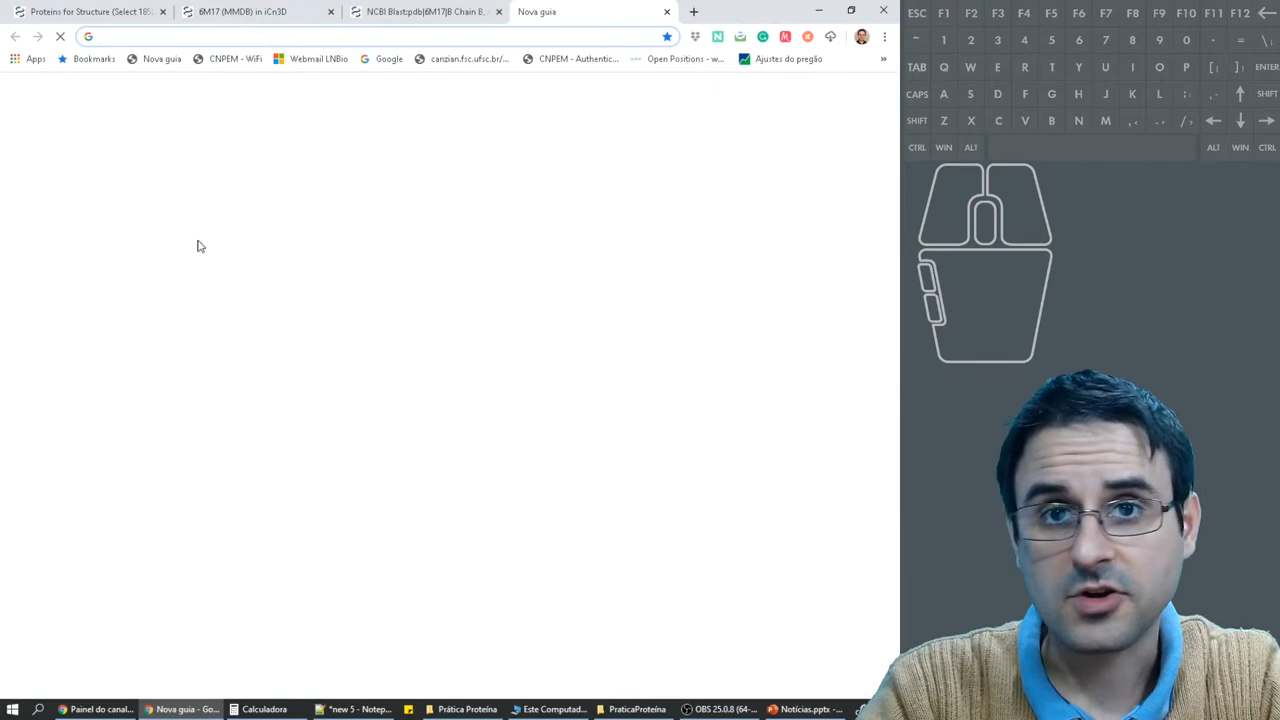 Proteins for Structure (Select 185
6M17 (MMDB) in iCn3D
NCBI Blast:pdb|6M17|B Chain B,
Nova guia
Apps
Bookmarks
Nova guia
CNPEM - WiFi
Webmail LNBio
Google
canzian.fsc.ufsc.br/...
CNPEM - Authentic...
Open Positions - w...
Ajustes do pregão
»
ESC F1 F2 F3 F4 F5 F6 F7 F8 F9 F10 F11 F12
1 2 3 4 5 6 7 8 9 0
TAB Q W E R T Y U I O P ENTER
CAPS A S D F G H J K L SHIFT
SHIFT Z X C V B N M
CTRL WIN ALT ALT WIN CTRL
Painel do canal...
Nova guia - Go...
Calculadora
*new 5 - Notep...
Prática Proteína
Este Computad...
PraticaProteína
OBS 25.0.8 (64-...
Notícias.pptx -